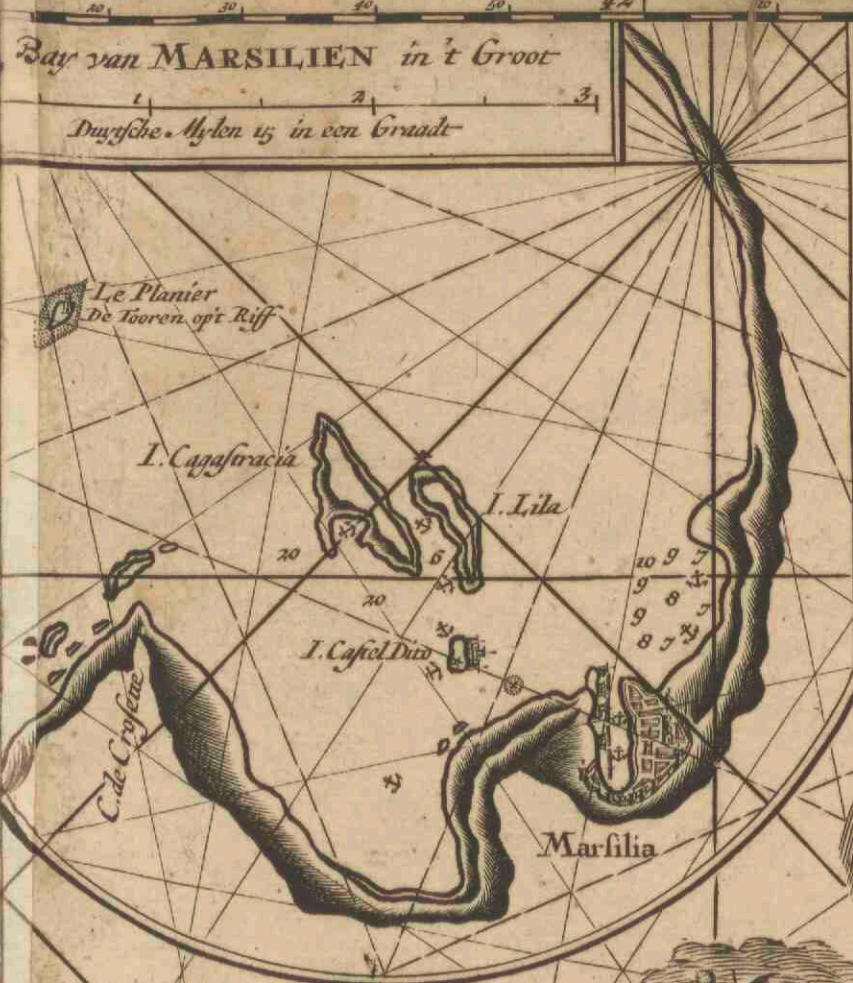 20 30 40 50 10
Bay van MARSILIEN in't Groot
1 2 3
Duytsche Mylen 15 in een Graadt
Le Planier
De Tooren op't Riff
I. Cagastracia
I. Lila
20 6 10 9 7
20 9 8 7
9
8 7
I. Castel Dito
C. de Crosette
Marsilia